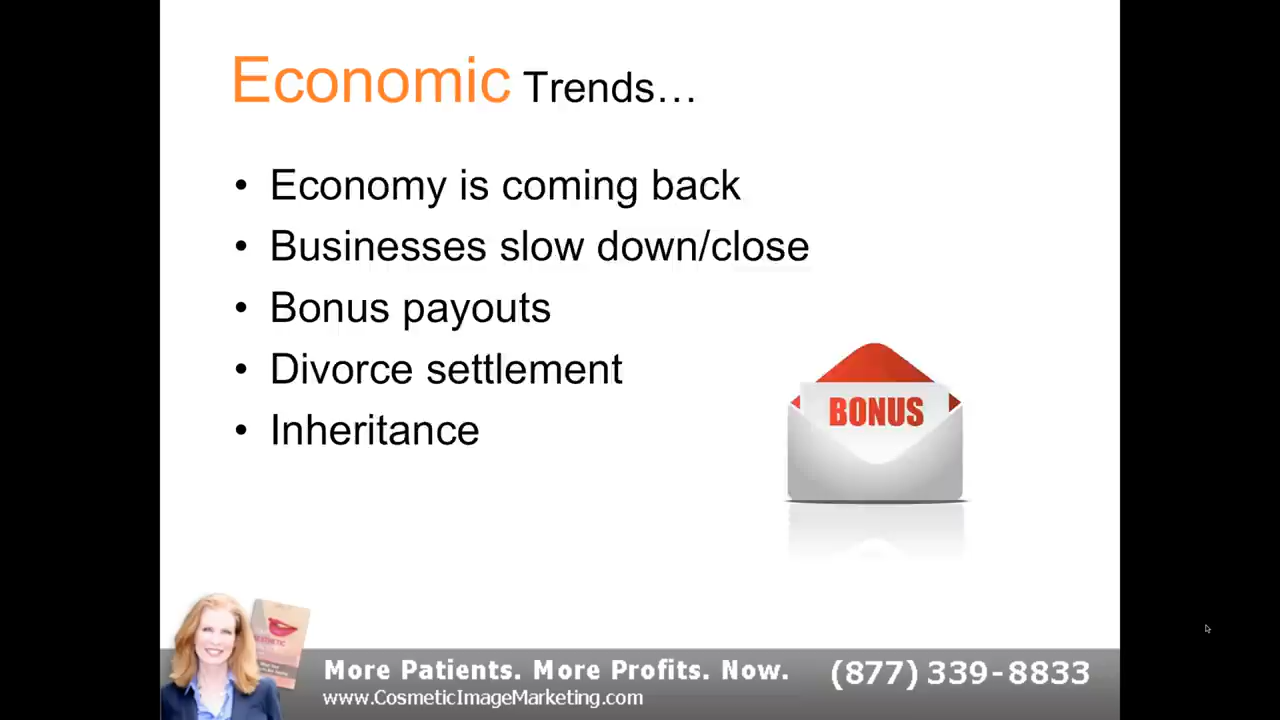 Economic Trends…
• Economy is coming back
• Businesses slow down/close
• Bonus payouts
• Divorce settlement
• Inheritance
BONUS
More Patients. More Profits. Now.
(877) 339-8833
www.CosmeticImageMarketing.com